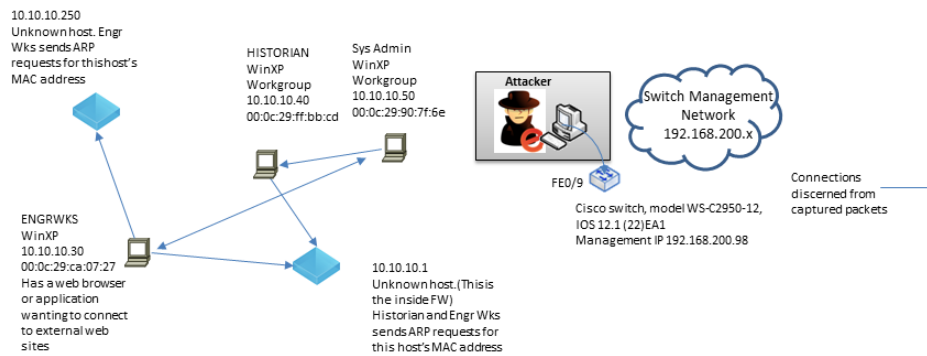 10.10.10.250
Unknown host. Engr
Wks sends ARP
requests for thishost's
MAC address
HISTORIAN
WinXP
Workgroup
10.10.10.40
00:0c:29:ff:bb:cd
Sys Admin
WinXP
Workgroup
10.10.10.50
00:0c:29:90:7f:6e
Attacker
Switch Management
Network
192.168.200.x
FE0/9
Connections
discerned from
captured packets
Cisco switch, model WS-C2950-12,
IOS 12.1 (22)EA1
Management IP 192.168.200.98
ENGRWKS
WinXP
10.10.10.30
00:0c:29:ca:07:27
Has a web browser
or application
wanting to connect
to external web
sites
10.10.10.1
Unknown host.(This is
the inside FW)
Historian and Engr Wks
sends ARP requests for
this host's MAC address